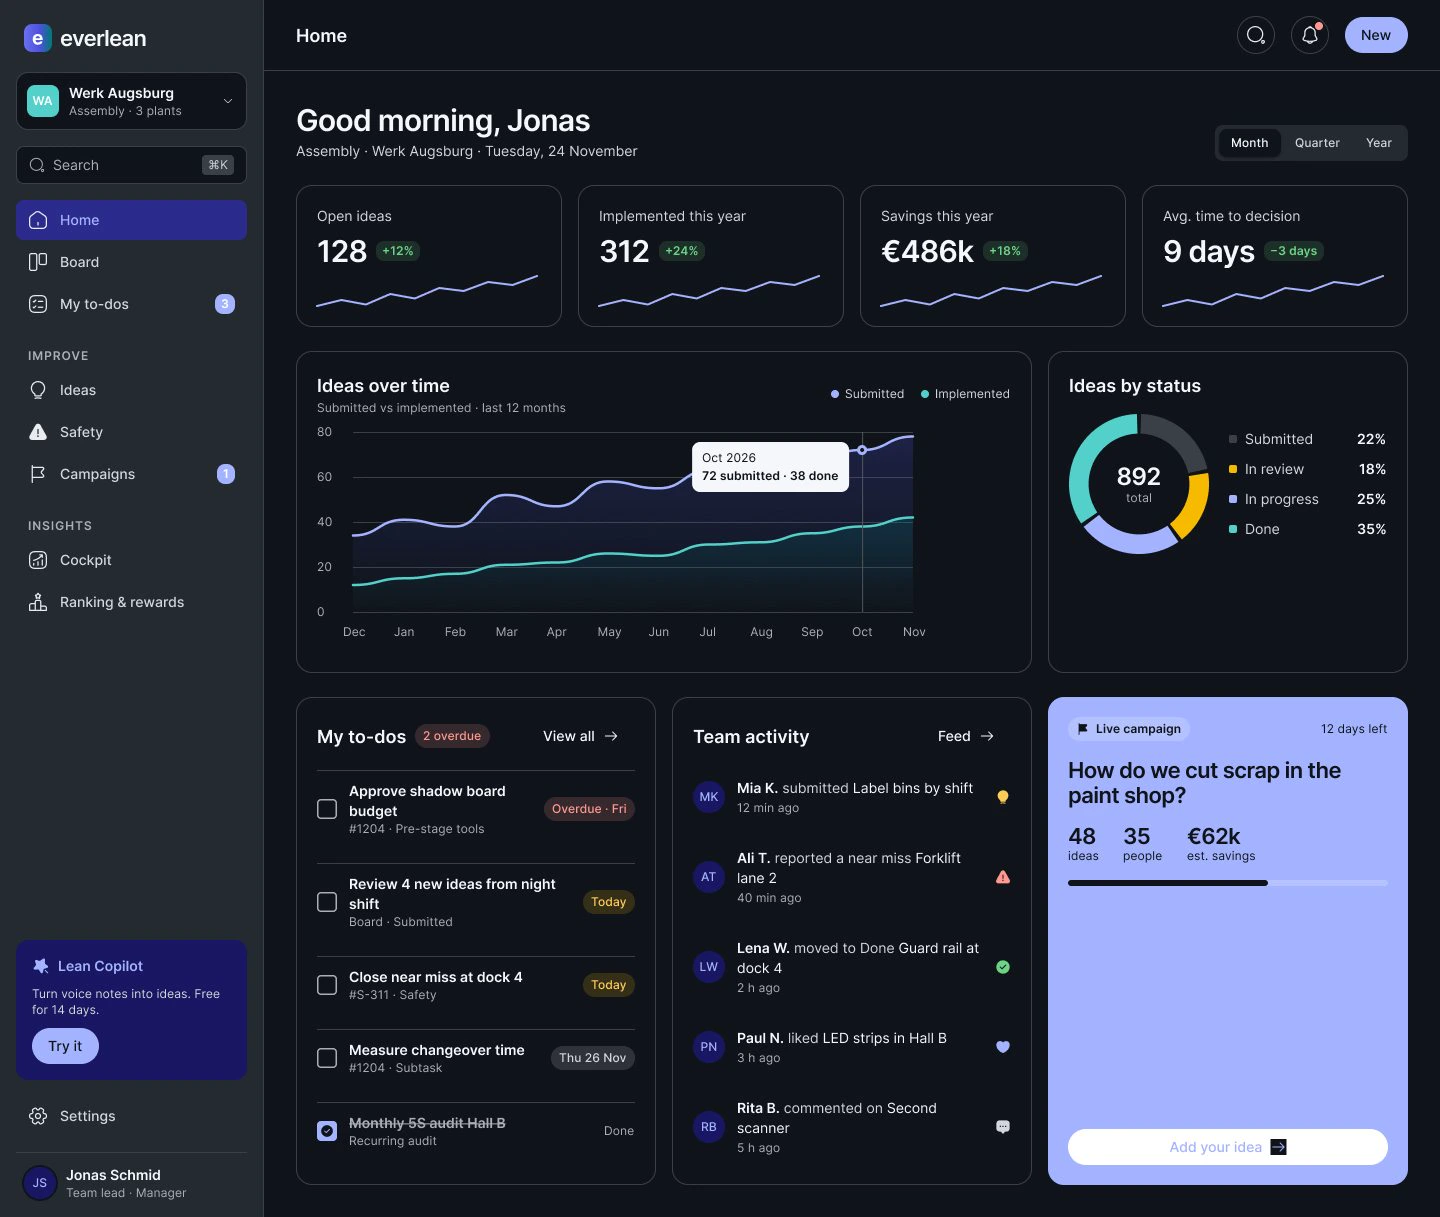 e everlean
WA Werk Augsburg
Assembly · 3 plants
Search ⌘K
Home
Board
My to-dos 3
IMPROVE
Ideas
Safety
Campaigns 1
INSIGHTS
Cockpit
Ranking & rewards
Lean Copilot
Turn voice notes into ideas. Free
for 14 days.
Try it
Settings
JS Jonas Schmid
Team lead · Manager
Home
New
Good morning, Jonas
Assembly · Werk Augsburg · Tuesday, 24 November
Month Quarter Year
Open ideas
128 +12%
Implemented this year
312 +24%
Savings this year
€486k +18%
Avg. time to decision
9 days −3 days
Ideas over time
Submitted vs implemented · last 12 months
Submitted Implemented
80
60
40
20
0
Oct 2026
72 submitted · 38 done
Dec Jan Feb Mar Apr May Jun Jul Aug Sep Oct Nov
Ideas by status
892
total
Submitted 22%
In review 18%
In progress 25%
Done 35%
My to-dos 2 overdue View all
Approve shadow board
budget
#1204 · Pre-stage tools
Overdue · Fri
Review 4 new ideas from night
shift
Board · Submitted
Today
Close near miss at dock 4
#S-311 · Safety
Today
Measure changeover time
#1204 · Subtask
Thu 26 Nov
Monthly 5S audit Hall B
Recurring audit
Done
Team activity Feed
MK Mia K. submitted Label bins by shift
12 min ago
AT Ali T. reported a near miss Forklift
lane 2
40 min ago
LW Lena W. moved to Done Guard rail at
dock 4
2 h ago
PN Paul N. liked LED strips in Hall B
3 h ago
RB Rita B. commented on Second
scanner
5 h ago
Live campaign 12 days left
How do we cut scrap in the
paint shop?
48 35 €62k
ideas people est. savings
Add your idea